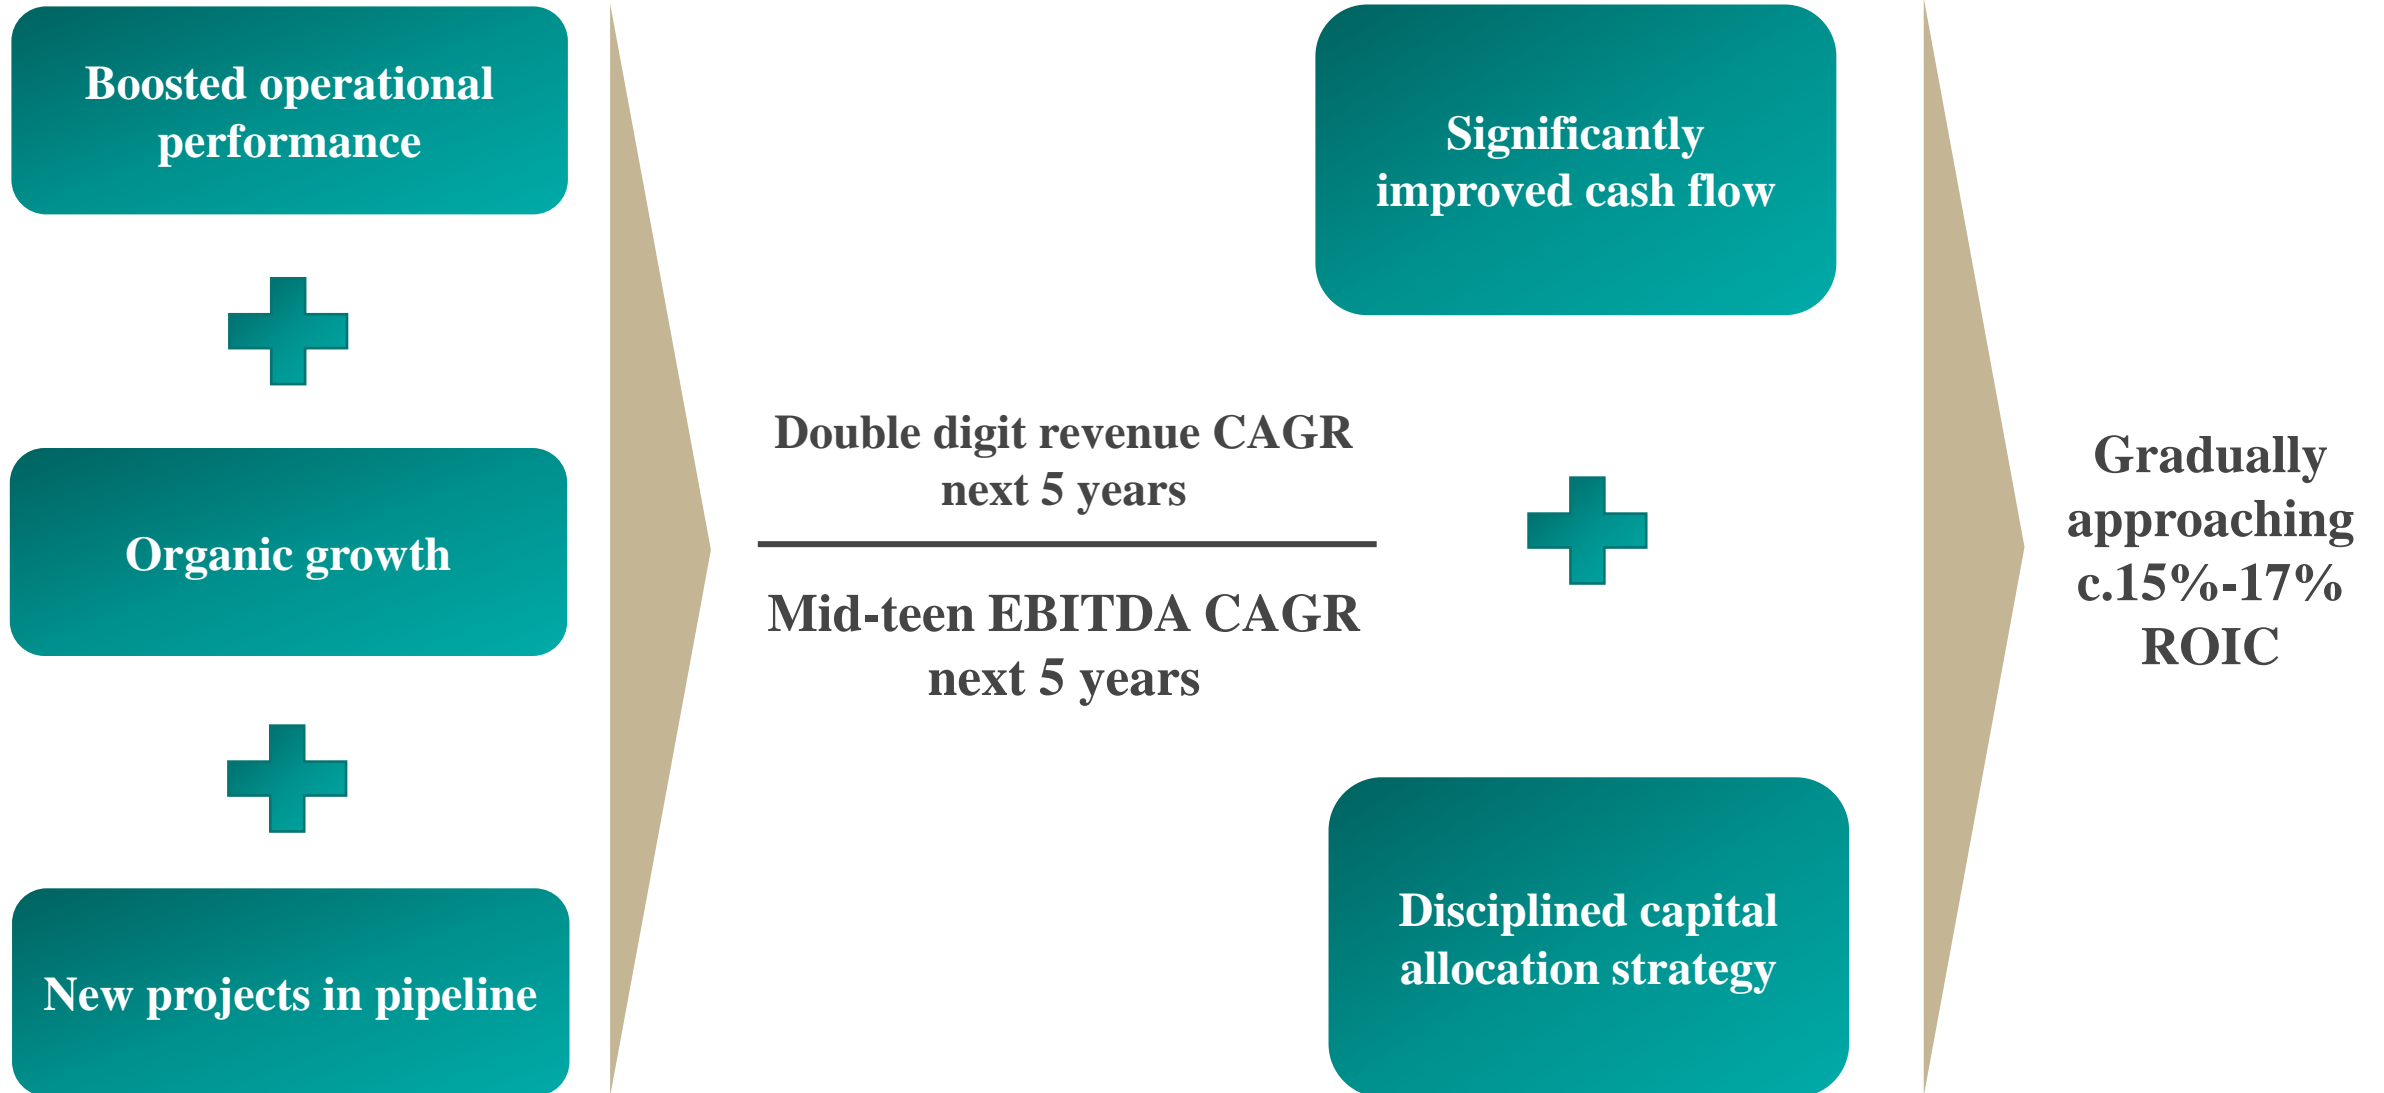 Boosted operational
performance
Organic growth
New projects in pipeline
Double digit revenue CAGR
next 5 years
Mid-teen EBITDA CAGR
next 5 years
Significantly
improved cash flow
Disciplined capital
allocation strategy
Gradually
approaching
c.15%-17%
ROIC